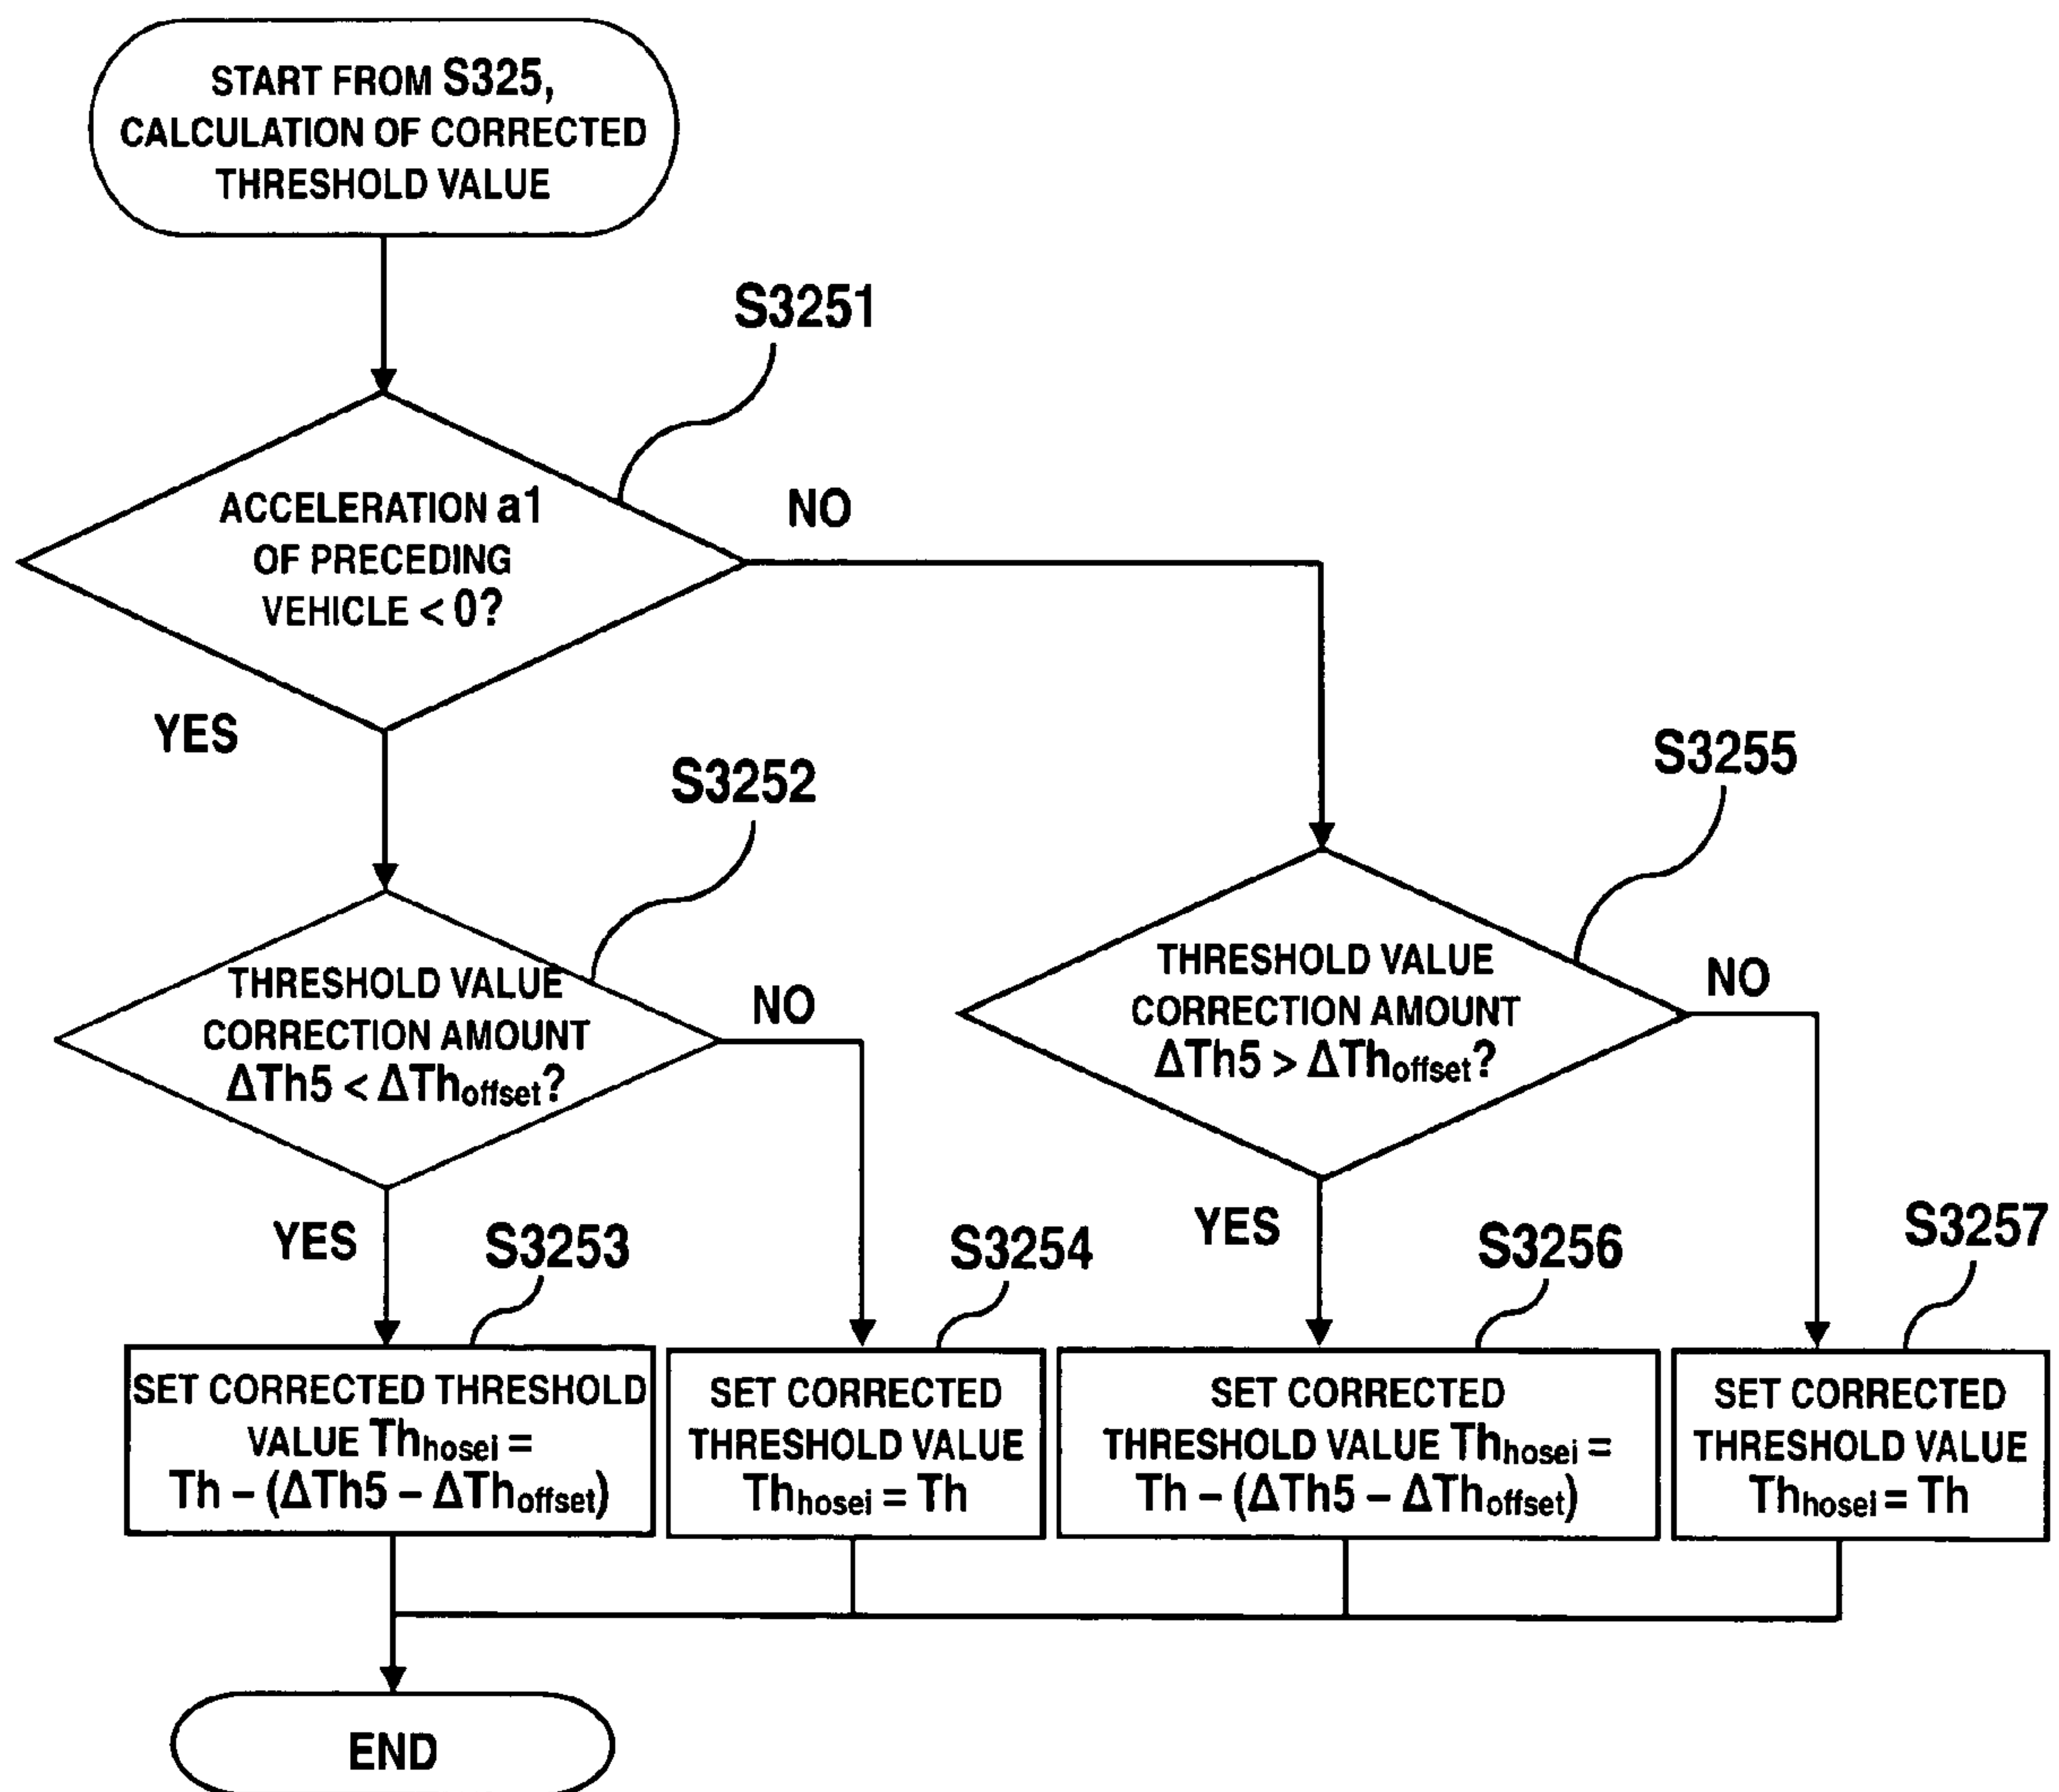 START FROM S325,
CALCULATION OF CORRECTED
THRESHOLD VALUE
S3251
ACCELERATION a1
OF PRECEDING
VEHICLE < 0?
NO
YES
S3252
THRESHOLD VALUE
CORRECTION AMOUNT
ΔTh5 < ΔThoffset?
NO
S3255
THRESHOLD VALUE
CORRECTION AMOUNT
ΔTh5 > ΔThoffset?
NO
YES
S3253
SET CORRECTED THRESHOLD
VALUE Thhosei =
Th – (ΔTh5 – ΔThoffset)
S3254
SET CORRECTED
THRESHOLD VALUE
Thhosei = Th
YES
S3256
SET CORRECTED
THRESHOLD VALUE Thhosei =
Th – (ΔTh5 – ΔThoffset)
S3257
SET CORRECTED
THRESHOLD VALUE
Thhosei = Th
END